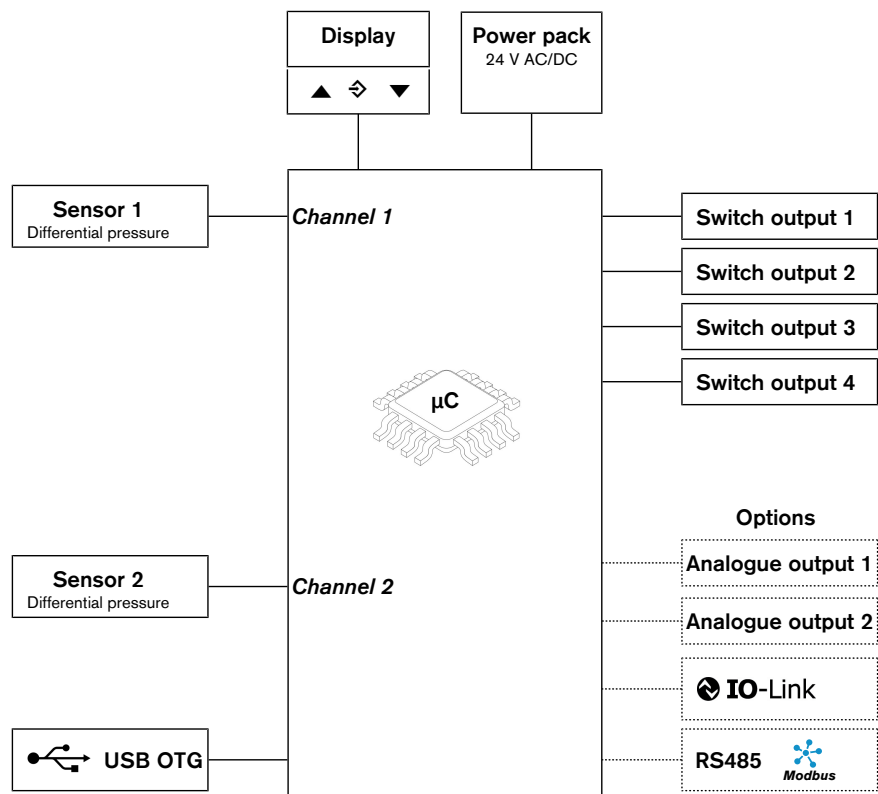 Display
Power pack
24 V AC/DC
Sensor 1
Differential pressure
Channel 1
Switch output 1
Switch output 2
Switch output 3
Switch output 4
µC
Options
Analogue output 1
Sensor 2
Differential pressure
Channel 2
Analogue output 2
IO-Link
USB OTG
RS485
Modbus